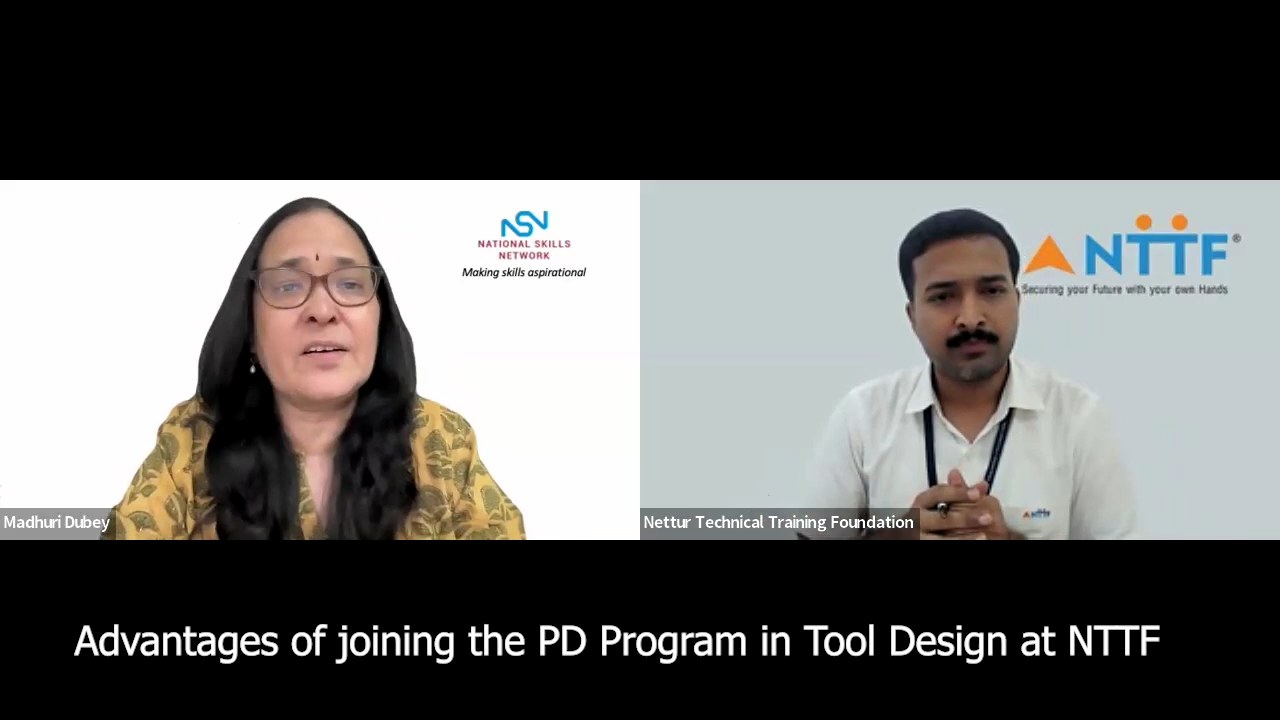 NSN
NATIONAL SKILLS
NETWORK
Making skills aspirational
NTTF®
Securing your Future with your own Hands
NTTF
Madhuri Dubey
Nettur Technical Training Foundation
Advantages of joining the PD Program in Tool Design at NTTF